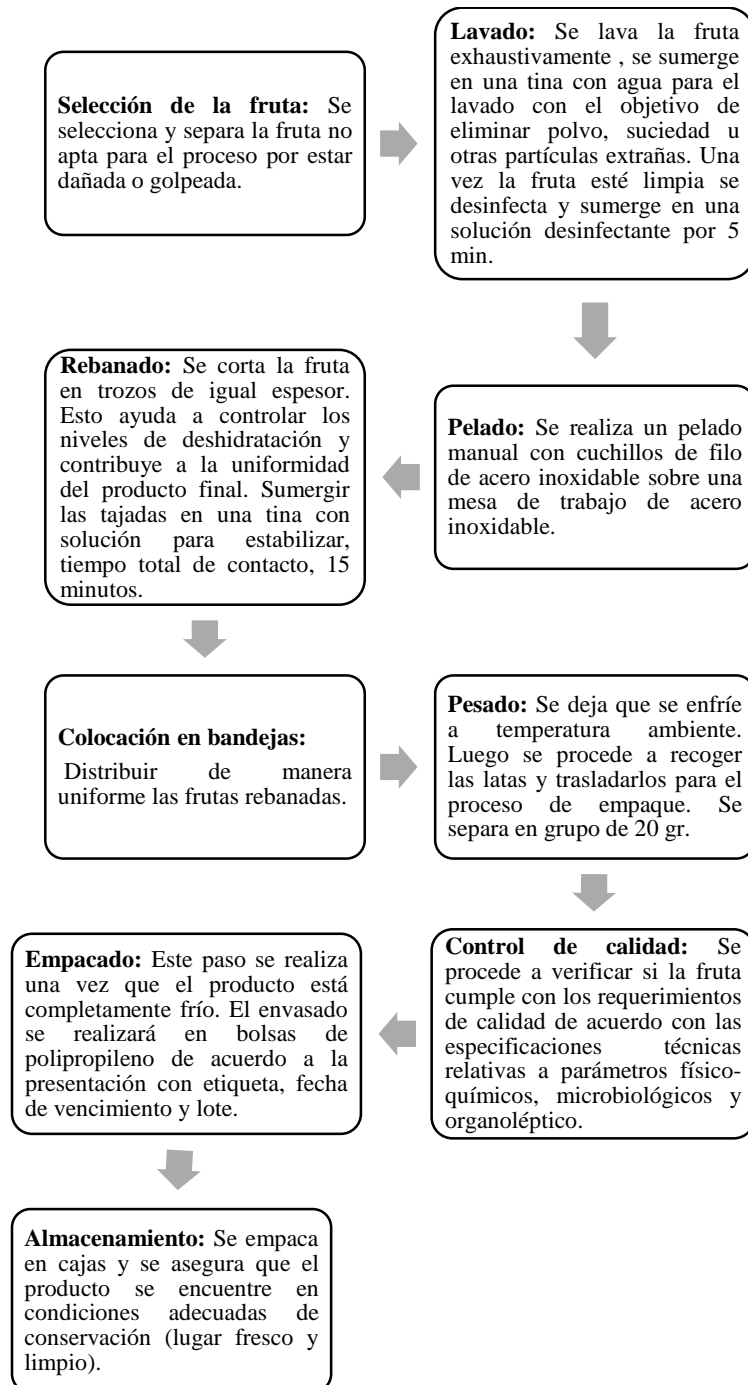 Selección de la fruta: Se
selecciona y separa la fruta no
apta para el proceso por estar
dañada o golpeada.
Lavado: Se lava la fruta
exhaustivamente , se sumerge
en una tina con agua para el
lavado con el objetivo de
eliminar polvo, suciedad u
otras partículas extrañas. Una
vez la fruta esté limpia se
desinfecta y sumerge en una
solución desinfectante por 5
min.
Pelado: Se realiza un pelado
manual con cuchillos de filo
de acero inoxidable sobre una
mesa de trabajo de acero
inoxidable.
Rebanado: Se corta la fruta
en trozos de igual espesor.
Esto ayuda a controlar los
niveles de deshidratación y
contribuye a la uniformidad
del producto final. Sumergir
las tajadas en una tina con
solución para estabilizar,
tiempo total de contacto, 15
minutos.
Colocación en bandejas:
Distribuir de manera
uniforme las frutas rebanadas.
Pesado: Se deja que se enfríe
a temperatura ambiente.
Luego se procede a recoger
las latas y trasladarlos para el
proceso de empaque. Se
separa en grupo de 20 gr.
Control de calidad: Se
procede a verificar si la fruta
cumple con los requerimientos
de calidad de acuerdo con las
especificaciones técnicas
relativas a parámetros físico-
químicos, microbiológicos y
organoléptico.
Empacado: Este paso se realiza
una vez que el producto está
completamente frío. El envasado
se realizará en bolsas de
polipropileno de acuerdo a la
presentación con etiqueta, fecha
de vencimiento y lote.
Almacenamiento: Se empaca
en cajas y se asegura que el
producto se encuentre en
condiciones adecuadas de
conservación (lugar fresco y
limpio).